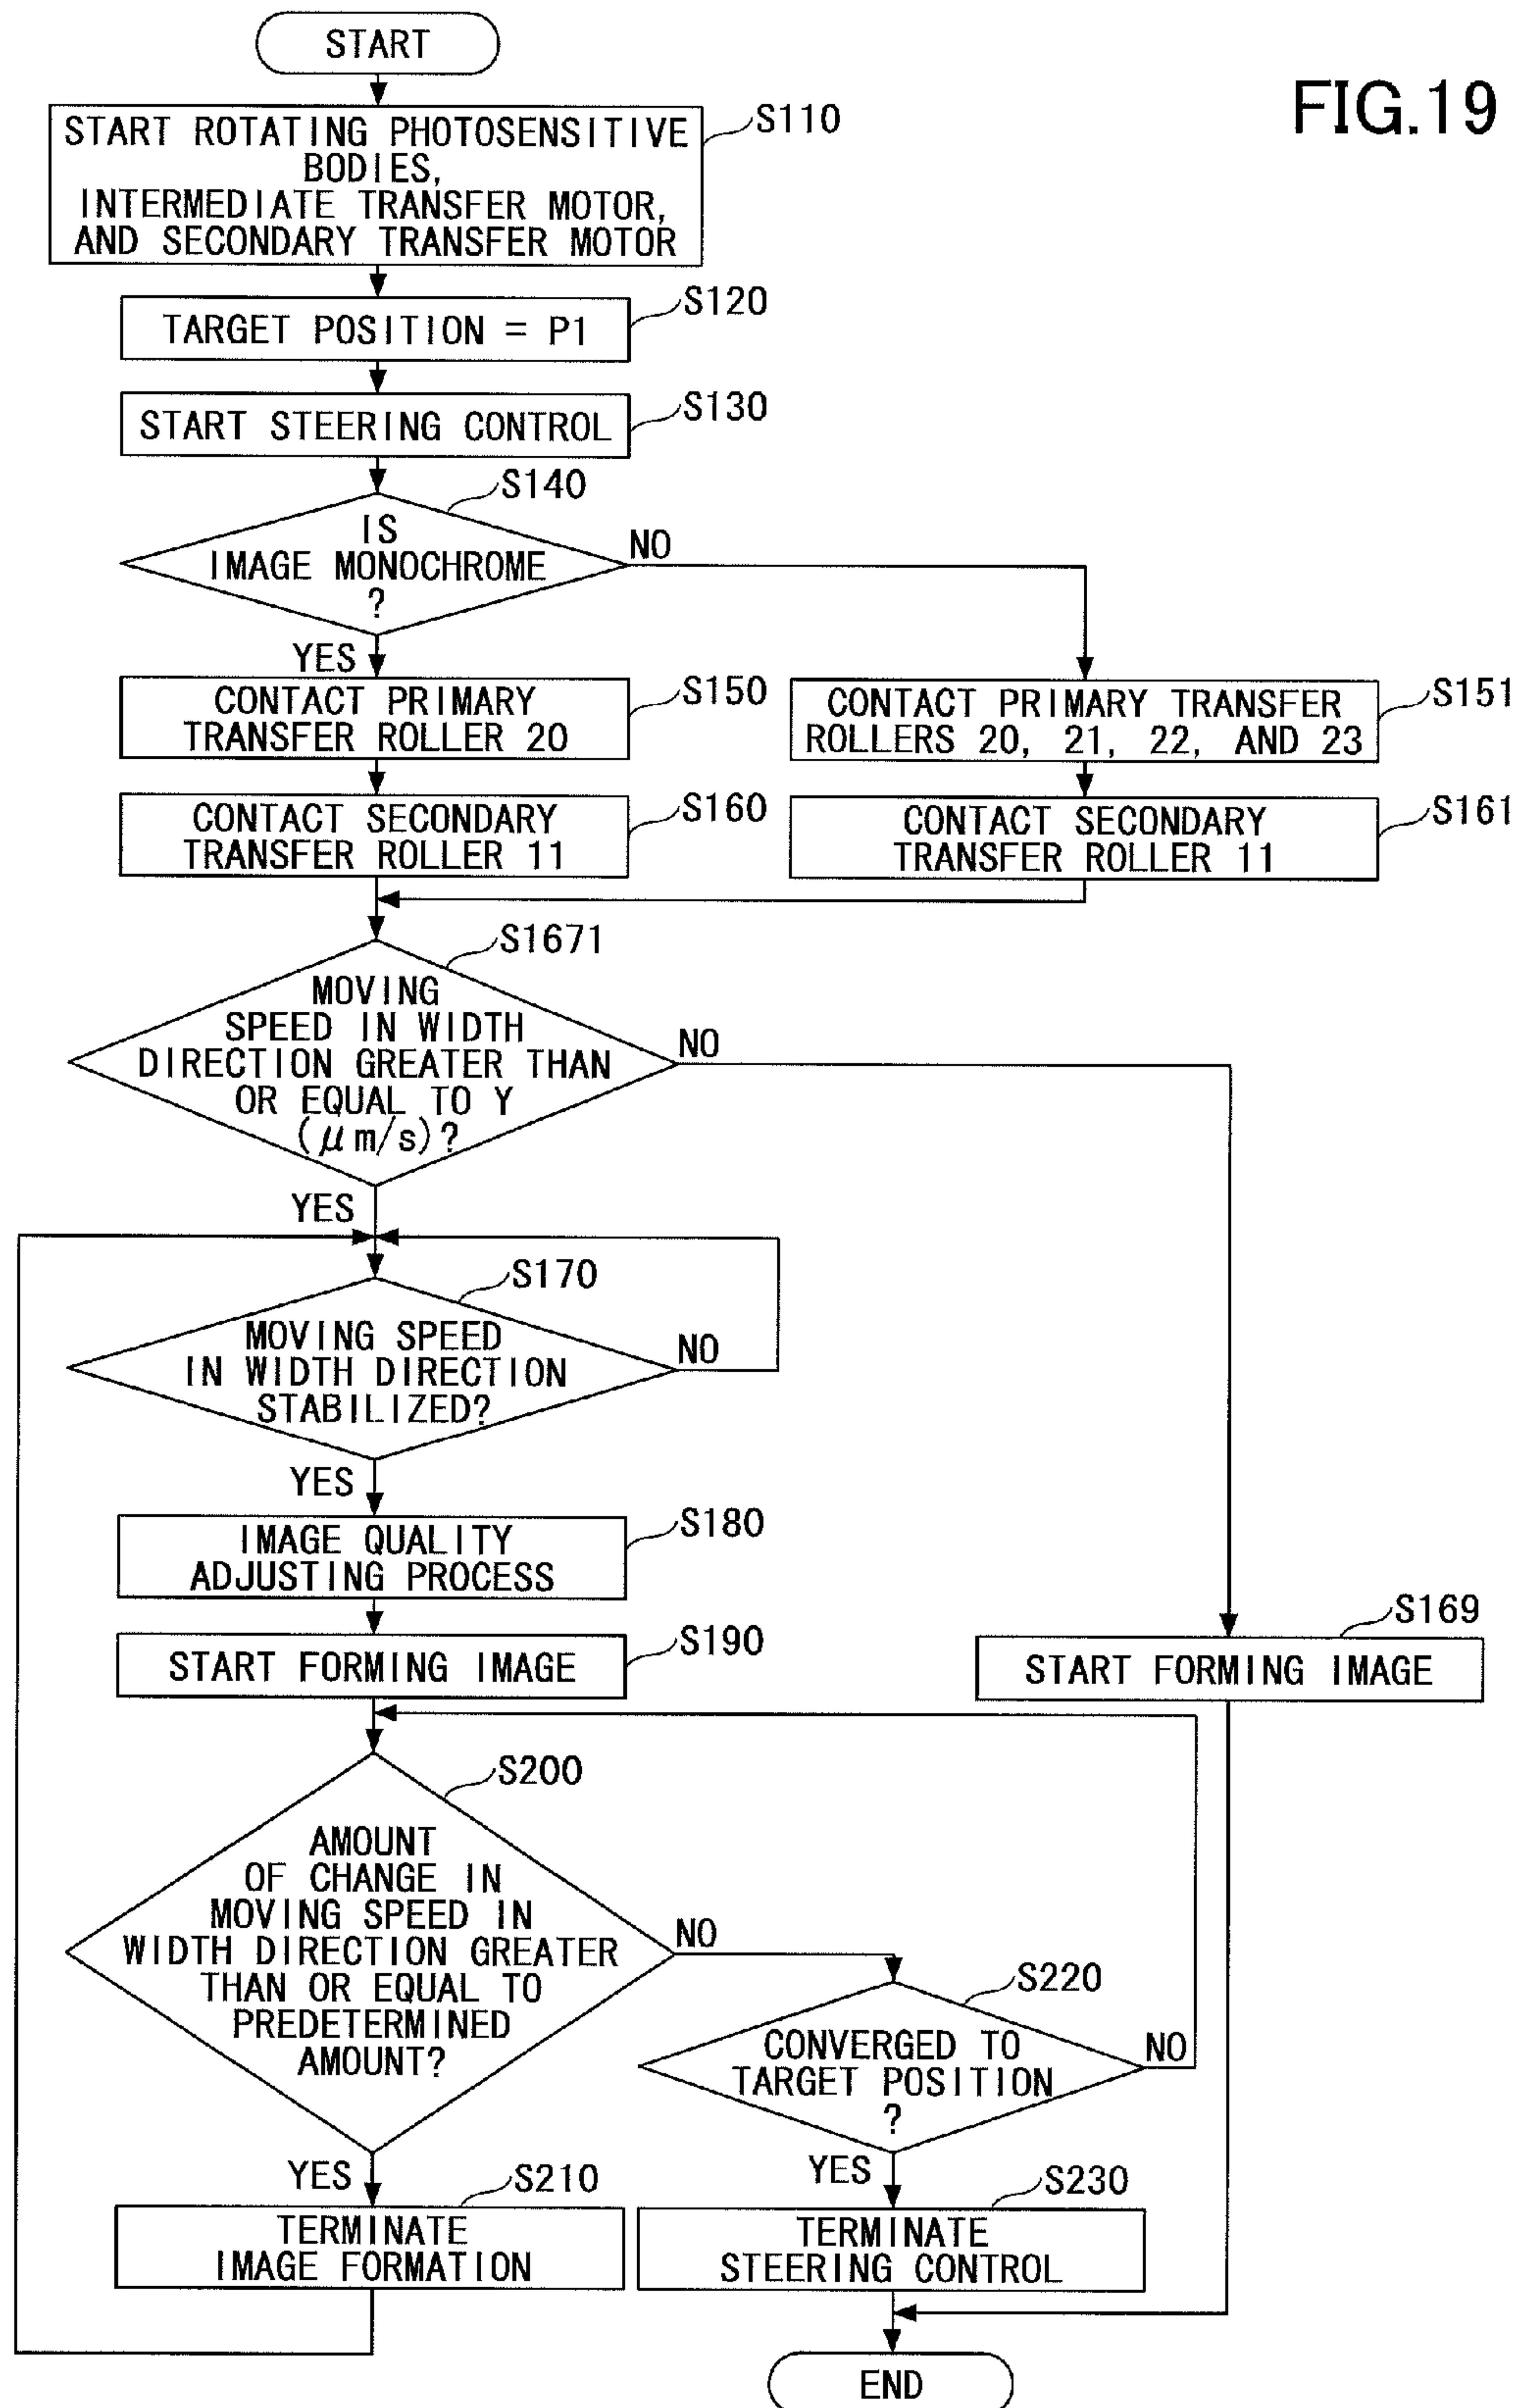 START
FIG.19
START ROTATING PHOTOSENSITIVE
BODIES,
INTERMEDIATE TRANSFER MOTOR,
AND SECONDARY TRANSFER MOTOR
S110
TARGET POSITION = P1
S120
START STEERING CONTROL
S130
S140
IS
IMAGE MONOCHROME
?
NO
YES
CONTACT PRIMARY
TRANSFER ROLLER 20
S150
CONTACT PRIMARY TRANSFER
ROLLERS 20, 21, 22, AND 23
S151
CONTACT SECONDARY
TRANSFER ROLLER 11
S160
CONTACT SECONDARY
TRANSFER ROLLER 11
S161
S1671
MOVING
SPEED IN WIDTH
DIRECTION GREATER THAN
OR EQUAL TO Y
(μm/s)?
NO
YES
S170
MOVING SPEED
IN WIDTH DIRECTION
STABILIZED?
NO
YES
IMAGE QUALITY
ADJUSTING PROCESS
S180
START FORMING IMAGE
S190
START FORMING IMAGE
S169
S200
AMOUNT
OF CHANGE IN
MOVING SPEED IN
WIDTH DIRECTION GREATER
THAN OR EQUAL TO
PREDETERMINED
AMOUNT?
NO
YES
S220
CONVERGED TO
TARGET POSITION
?
NO
YES
TERMINATE
IMAGE FORMATION
S210
TERMINATE
STEERING CONTROL
S230
END